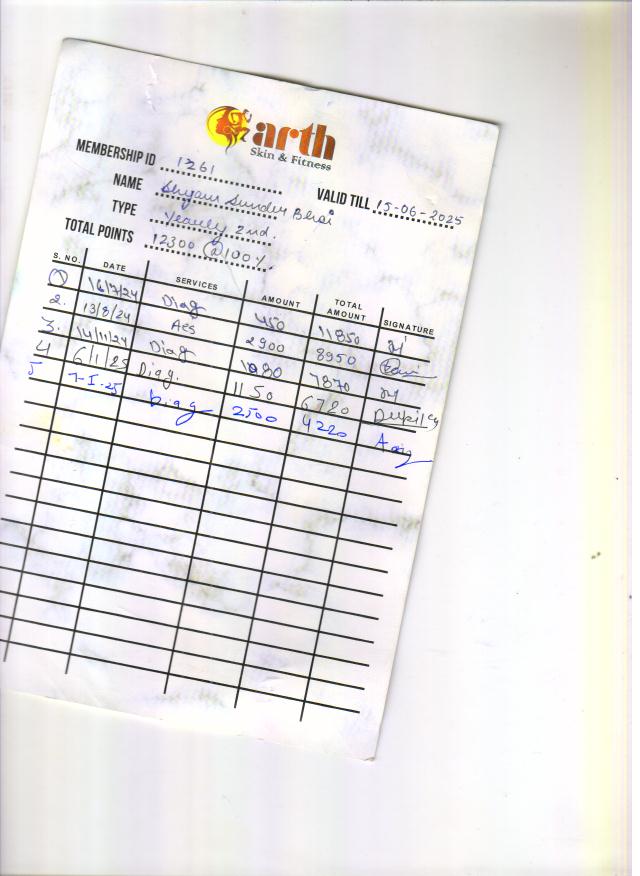 arth
Skin & Fitness
MEMBERSHIP ID 1261
NAME Shyam Sunder Bhai VALID TILL 15-06-2025
TYPE Yearly 2nd.
TOTAL POINTS 12300 @100%.
S. NO. DATE SERVICES AMOUNT TOTAL AMOUNT SIGNATURE
1 16/7/24 Diag 450 11850
2. 13/8/24 Aes 2900 8950
3. 14/11/24 Diag 1080 7870
4 6/1/25 Diag. 1150 6720
5 7-I-25 Diag 2500 4220